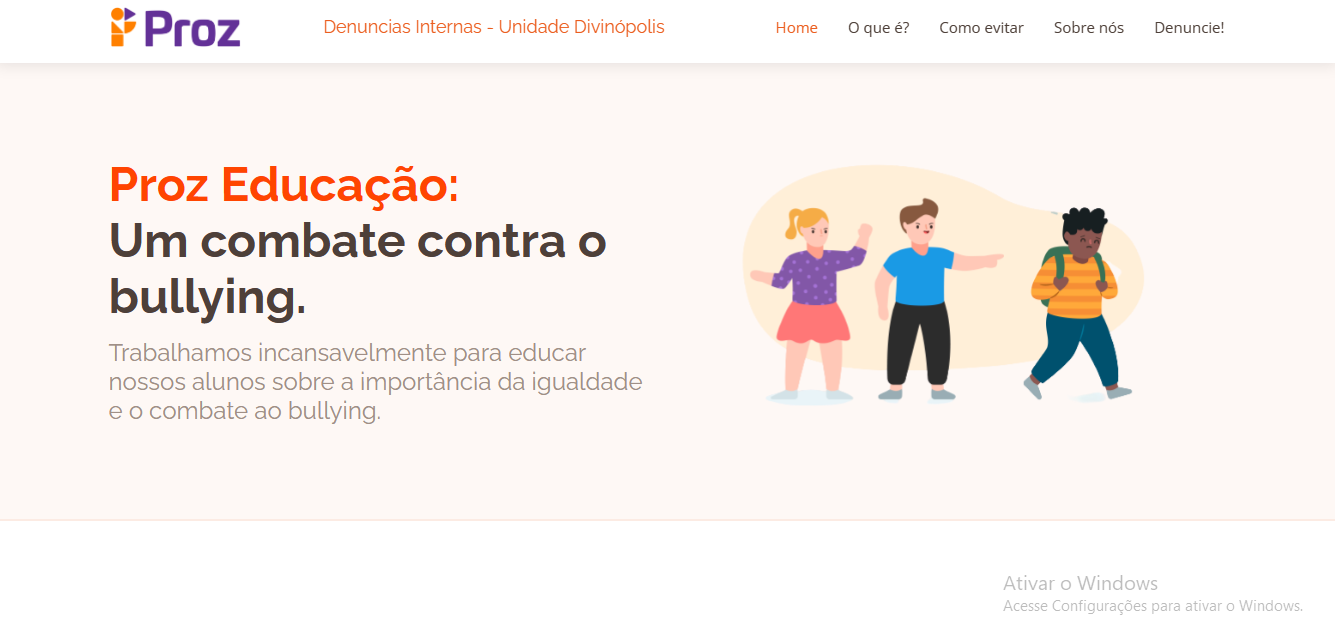 Proz
Denuncias Internas - Unidade Divinópolis
Home
O que é?
Como evitar
Sobre nós
Denuncie!
Proz Educação:
Um combate contra o
bullying.
Trabalhamos incansavelmente para educar
nossos alunos sobre a importância da igualdade
e o combate ao bullying.
Ativar o Windows
Acesse Configurações para ativar o Windows.